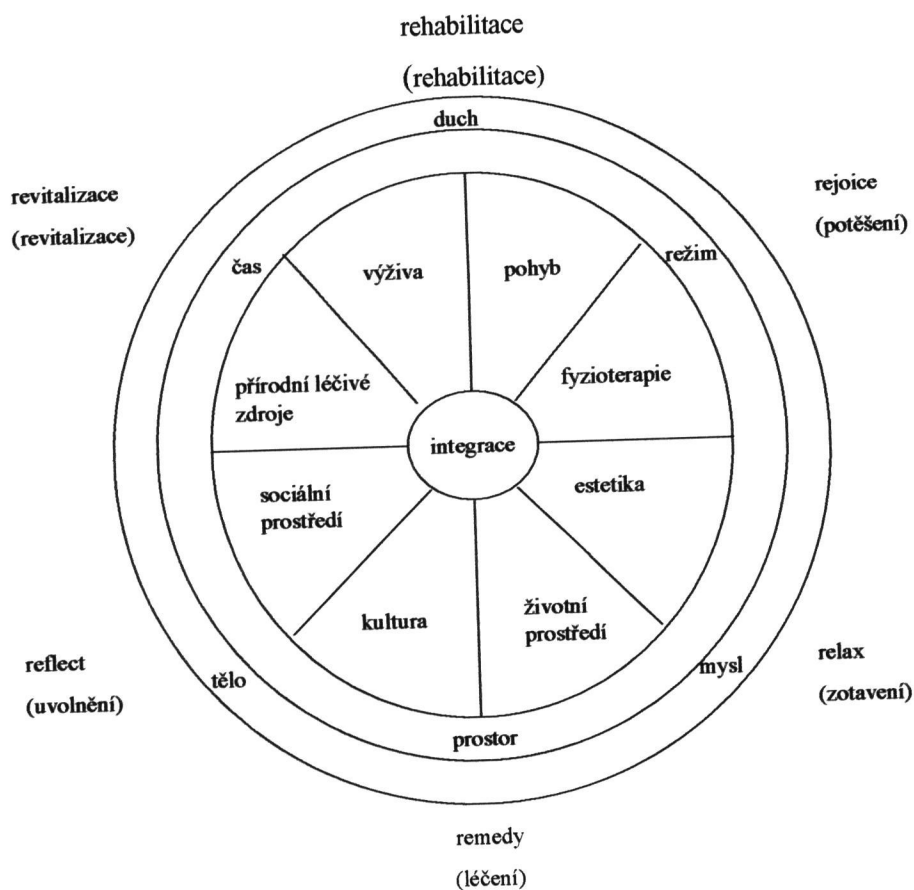 rehabilitace
(rehabilitace)
duch
revitalizace
(revitalizace)
rejoice
(potěšení)
čas
výživa
pohyb
režim
přírodní léčivé
zdroje
fyzioterapie
integrace
sociální
prostředí
estetika
kultura
životní
prostředí
reflect
(uvolnění)
tělo
mysl
relax
(zotavení)
prostor
remedy
(léčení)